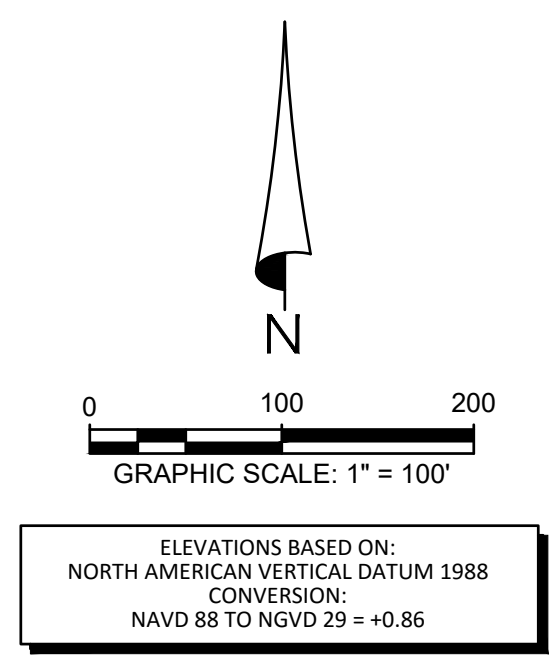 N
0 100 200
GRAPHIC SCALE: 1" = 100'
ELEVATIONS BASED ON:
NORTH AMERICAN VERTICAL DATUM 1988
CONVERSION:
NAVD 88 TO NGVD 29 = +0.86